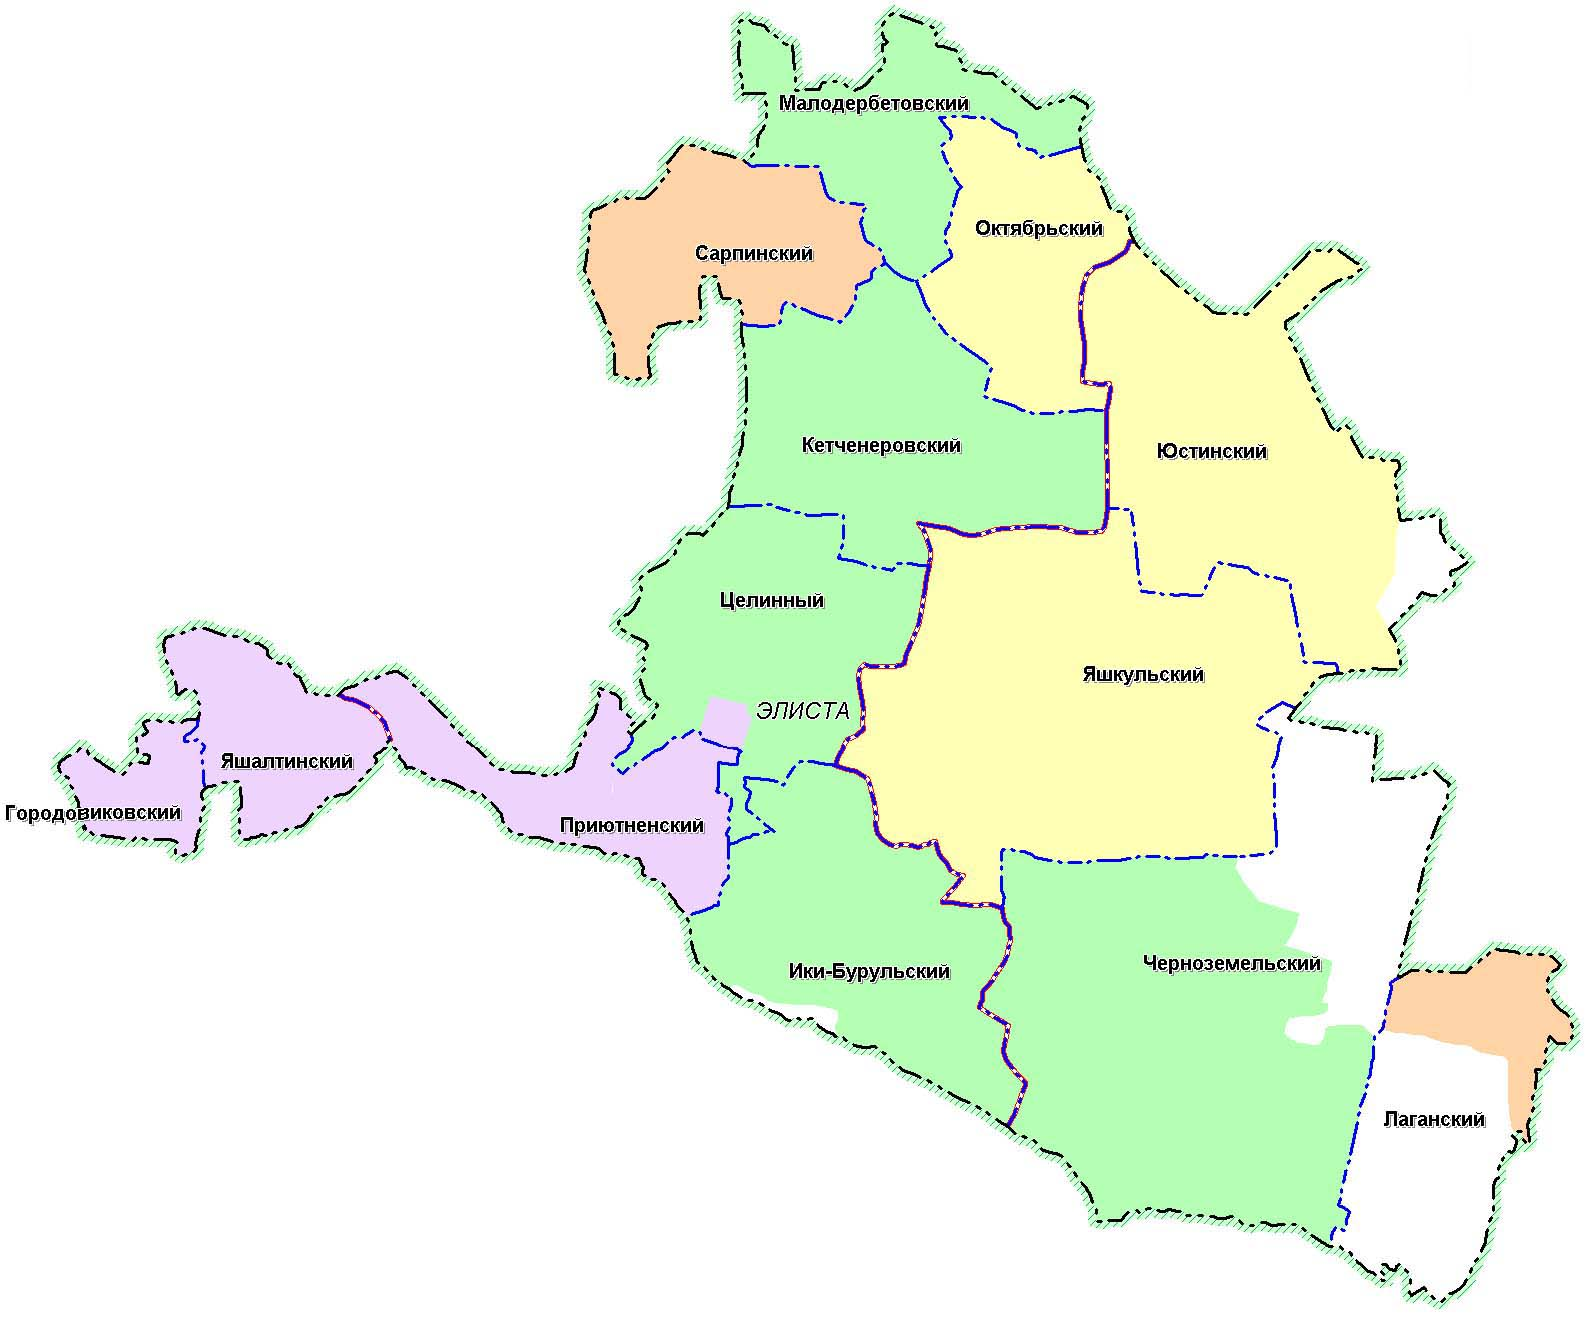 Малодербетовский
Октябрьский
Сарпинский
Кетченеровский
Юстинский
Целинный
Яшкульский
ЭЛИСТА
Яшалтинский
Городовиковский
Приютненский
Ики-Бурульский
Черноземельский
Лаганский